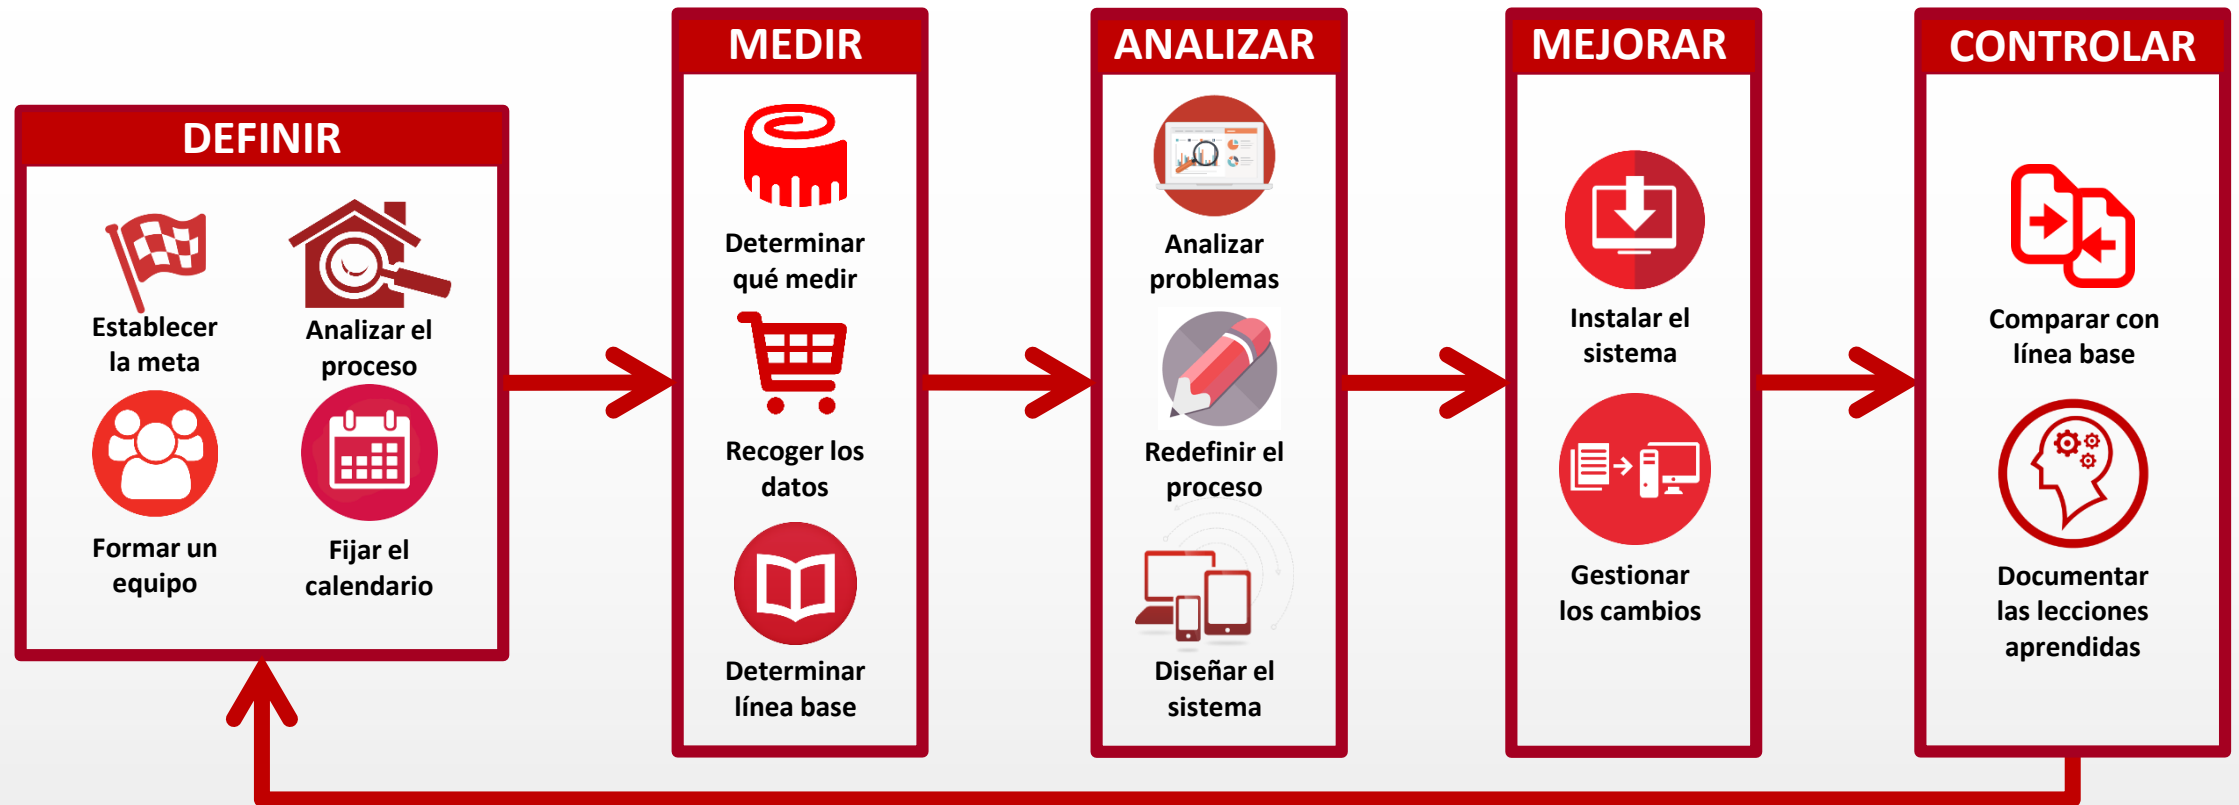 DEFINIR
Establecer
la meta
Analizar el
proceso
Formar un
equipo
Fijar el
calendario
MEDIR
Determinar
qué medir
Recoger los
datos
Determinar
línea base
ANALIZAR
Analizar
problemas
Redefinir el
proceso
Diseñar el
sistema
MEJORAR
Instalar el
sistema
Gestionar
los cambios
CONTROLAR
Comparar con
línea base
Documentar
las lecciones
aprendidas